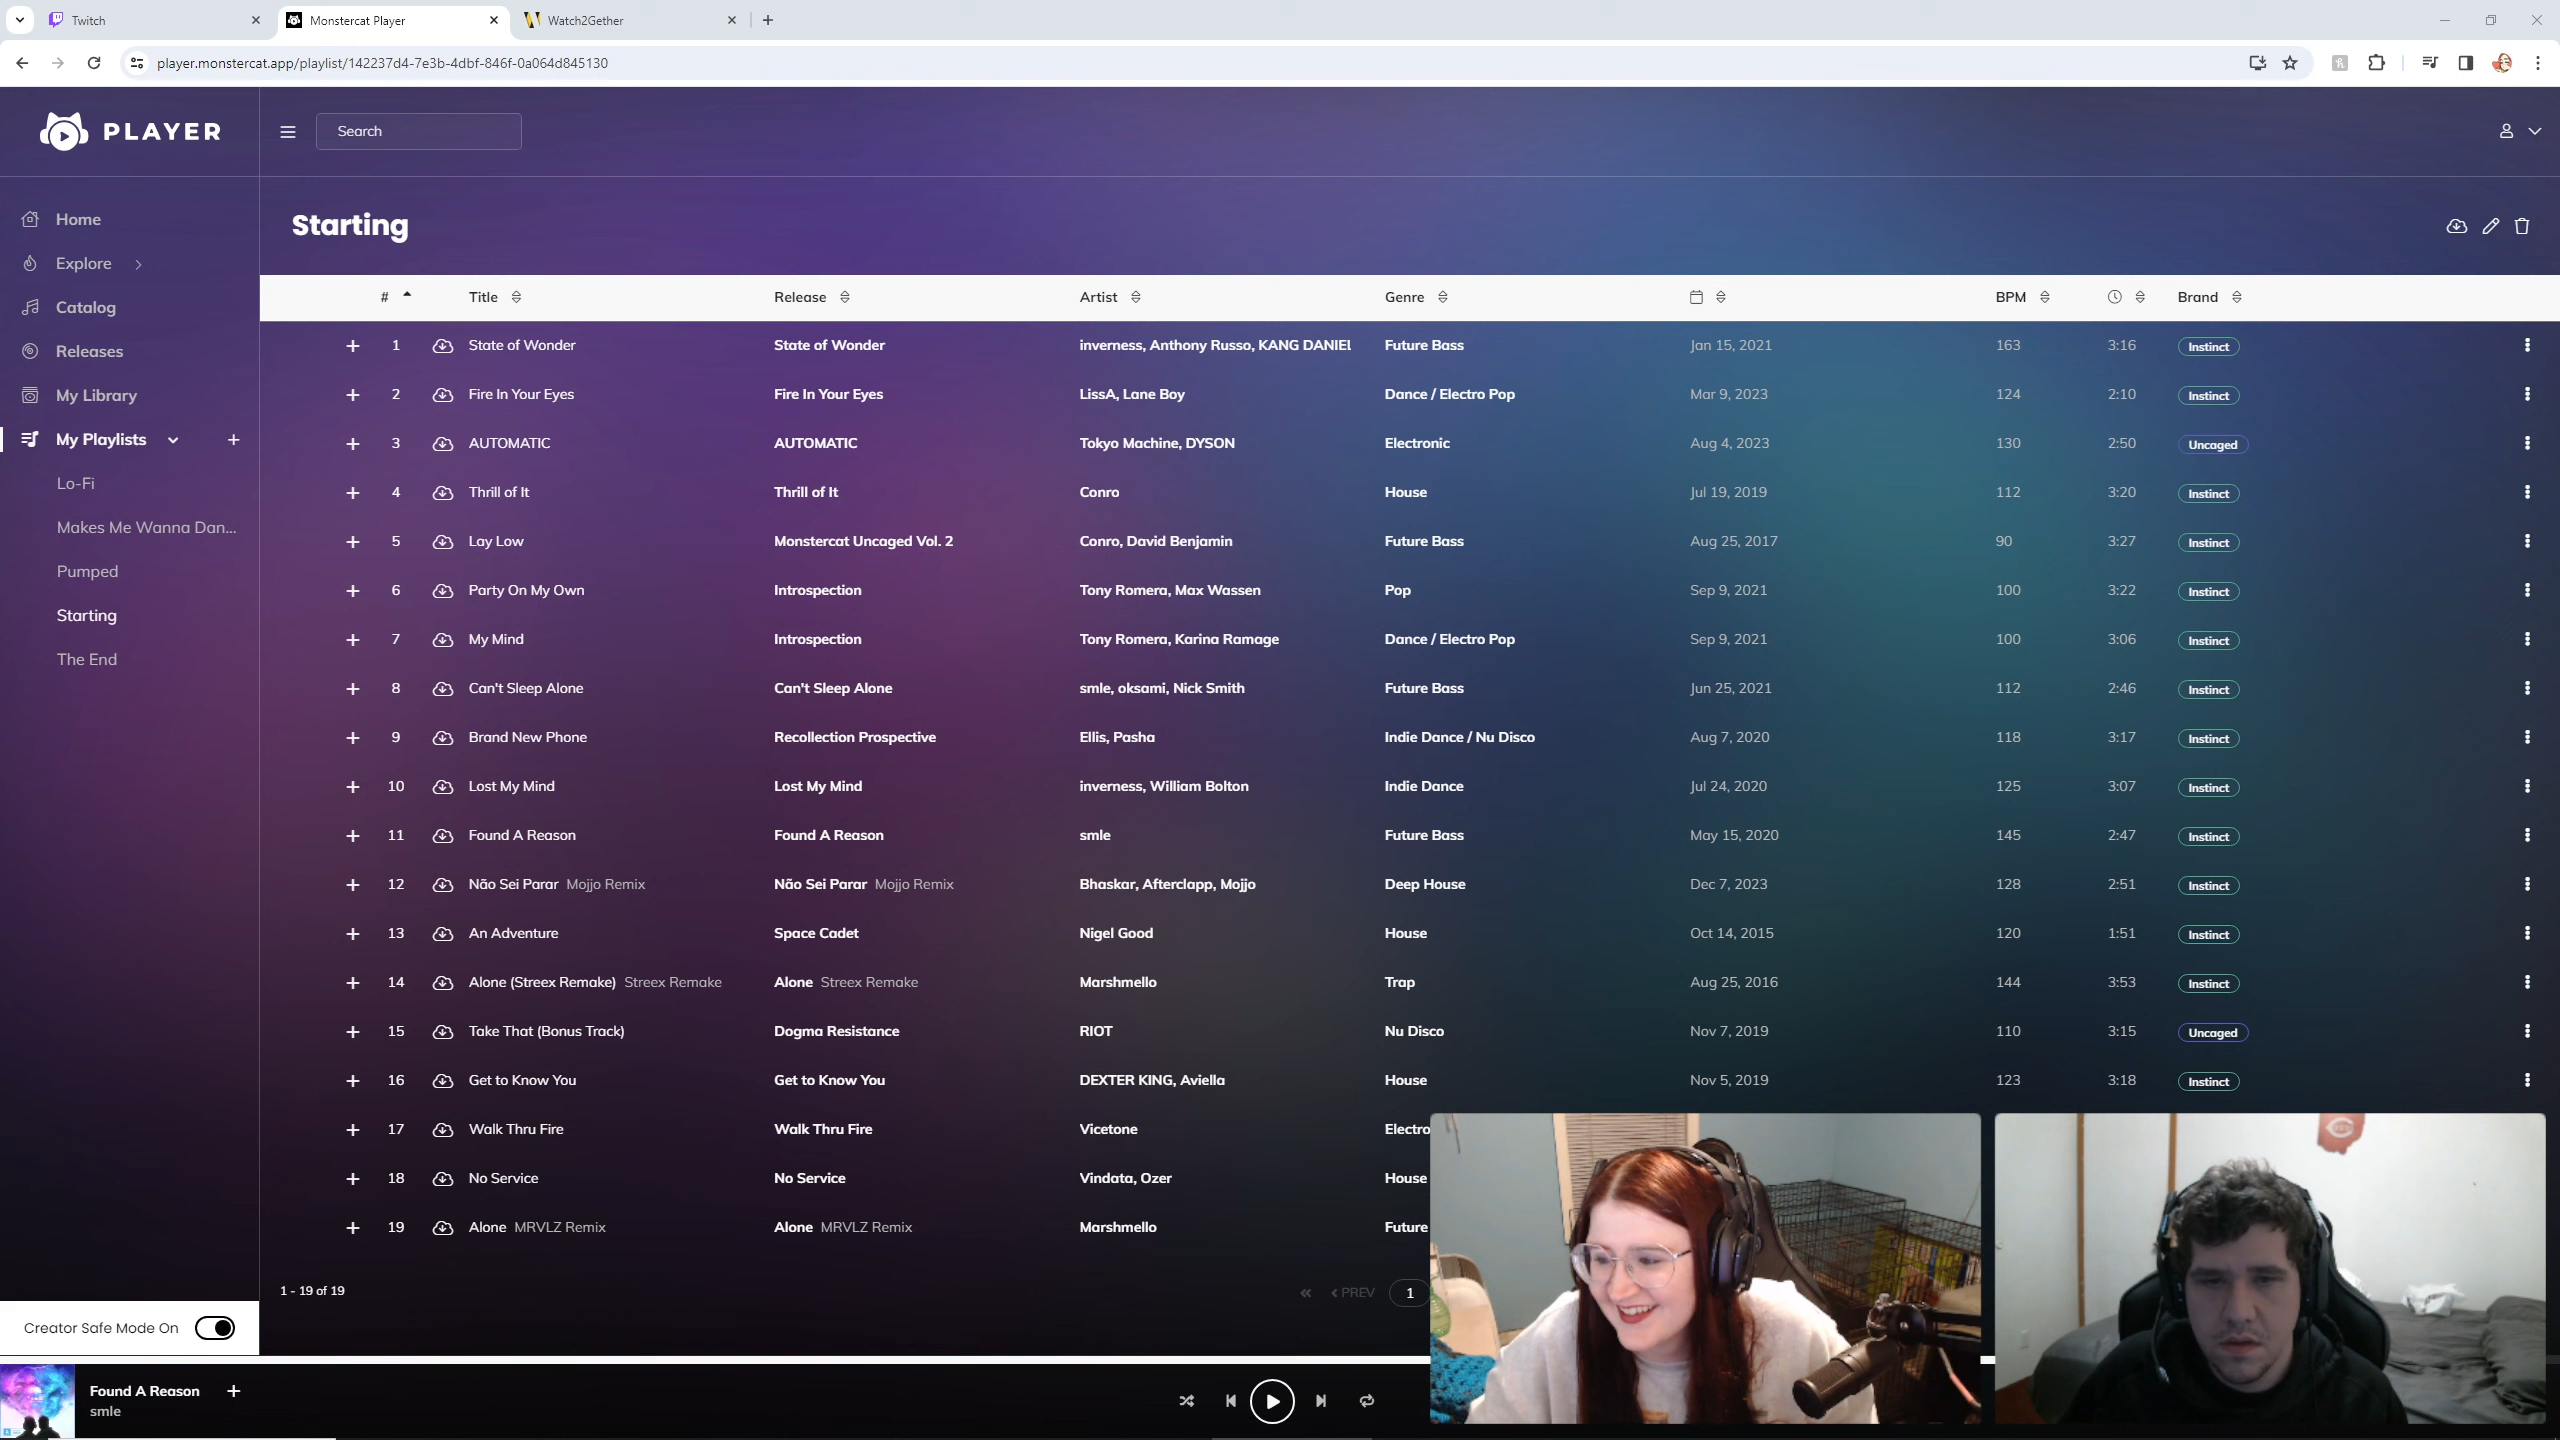 Twitch
Monstercat Player
Watch2Gether
player.monstercat.app/playlist/142237d4-7e3b-4dbf-846f-0a064d845130
PLAYER
Search
Home
Explore
Catalog
Releases
My Library
My Playlists
Lo-Fi
Makes Me Wanna Dan...
Pumped
Starting
The End
Creator Safe Mode On
Starting
# Title Release Artist Genre BPM Brand
1 State of Wonder State of Wonder inverness, Anthony Russo, KANG DANIEL Future Bass Jan 15, 2021 163 3:16 Instinct
2 Fire In Your Eyes Fire In Your Eyes LissA, Lane Boy Dance / Electro Pop Mar 9, 2023 124 2:10 Instinct
3 AUTOMATIC AUTOMATIC Tokyo Machine, DYSON Electronic Aug 4, 2023 130 2:50 Uncaged
4 Thrill of It Thrill of It Conro House Jul 19, 2019 112 3:20 Instinct
5 Lay Low Monstercat Uncaged Vol. 2 Conro, David Benjamin Future Bass Aug 25, 2017 90 3:27 Instinct
6 Party On My Own Introspection Tony Romera, Max Wassen Pop Sep 9, 2021 100 3:22 Instinct
7 My Mind Introspection Tony Romera, Karina Ramage Dance / Electro Pop Sep 9, 2021 100 3:06 Instinct
8 Can't Sleep Alone Can't Sleep Alone smle, oksami, Nick Smith Future Bass Jun 25, 2021 112 2:46 Instinct
9 Brand New Phone Recollection Prospective Ellis, Pasha Indie Dance / Nu Disco Aug 7, 2020 118 3:17 Instinct
10 Lost My Mind Lost My Mind inverness, William Bolton Indie Dance Jul 24, 2020 125 3:07 Instinct
11 Found A Reason Found A Reason smle Future Bass May 15, 2020 145 2:47 Instinct
12 Não Sei Parar Mojjo Remix Não Sei Parar Mojjo Remix Bhaskar, Afterclapp, Mojjo Deep House Dec 7, 2023 128 2:51 Instinct
13 An Adventure Space Cadet Nigel Good House Oct 14, 2015 120 1:51 Instinct
14 Alone (Streex Remake) Streex Remake Alone Streex Remake Marshmello Trap Aug 25, 2016 144 3:53 Instinct
15 Take That (Bonus Track) Dogma Resistance RIOT Nu Disco Nov 7, 2019 110 3:15 Uncaged
16 Get to Know You Get to Know You DEXTER KING, Aviella House Nov 5, 2019 123 3:18 Instinct
17 Walk Thru Fire Walk Thru Fire Vicetone Electro
18 No Service No Service Vindata, Ozer House
19 Alone MRVLZ Remix Alone MRVLZ Remix Marshmello Future
1 - 19 of 19
PREV 1
Found A Reason
smle